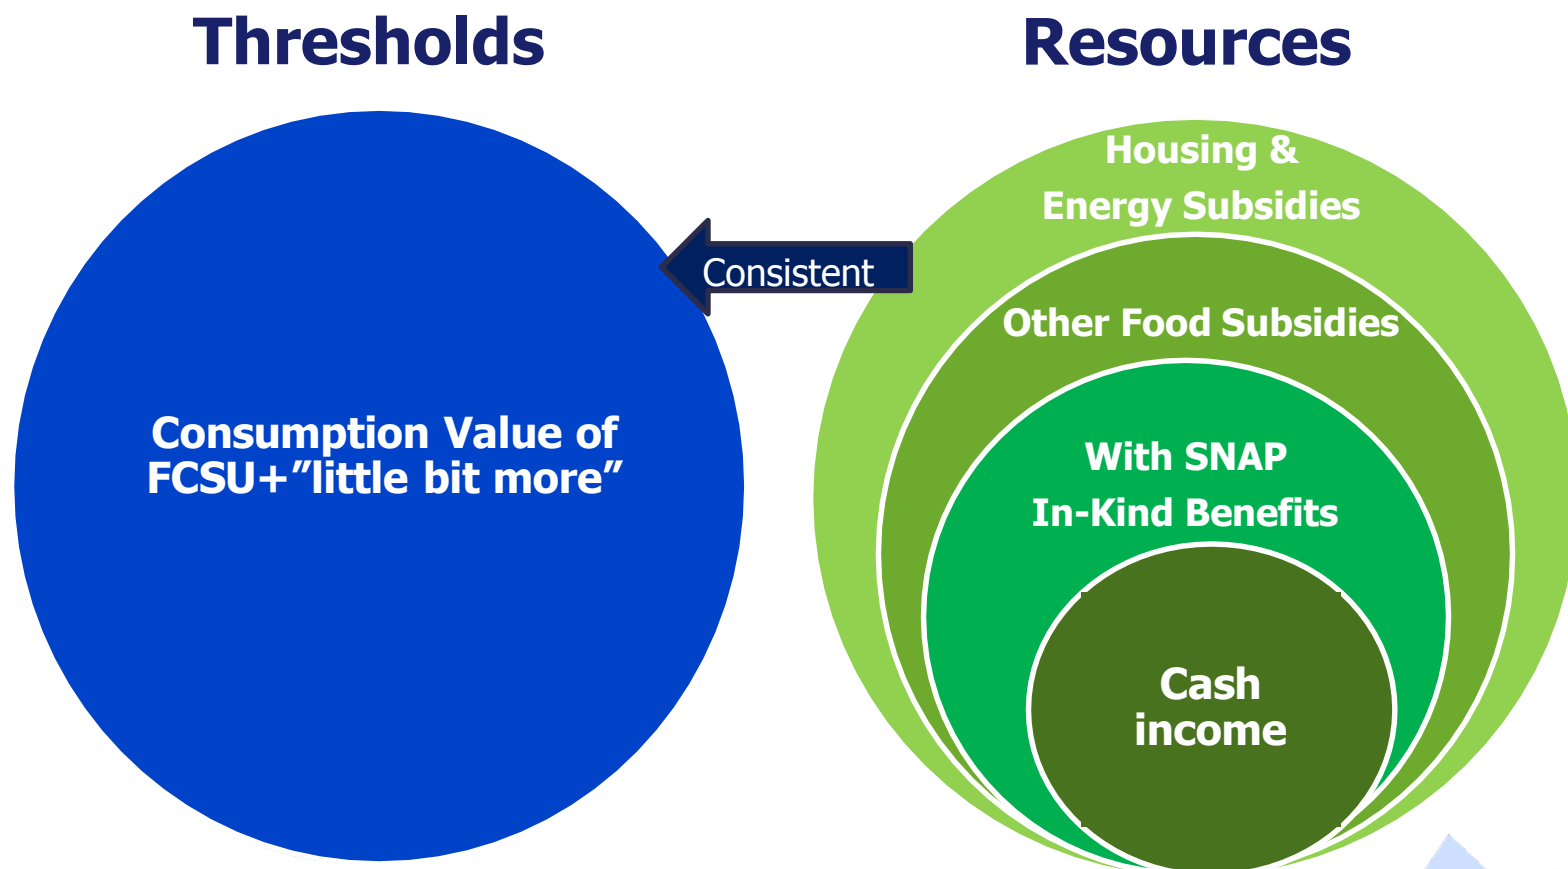 Thresholds
Resources
Housing &
Energy Subsidies
Consistent
Other Food Subsidies
Consumption Value of
FCSU+”little bit more”
With SNAP
In-Kind Benefits
Cash
income